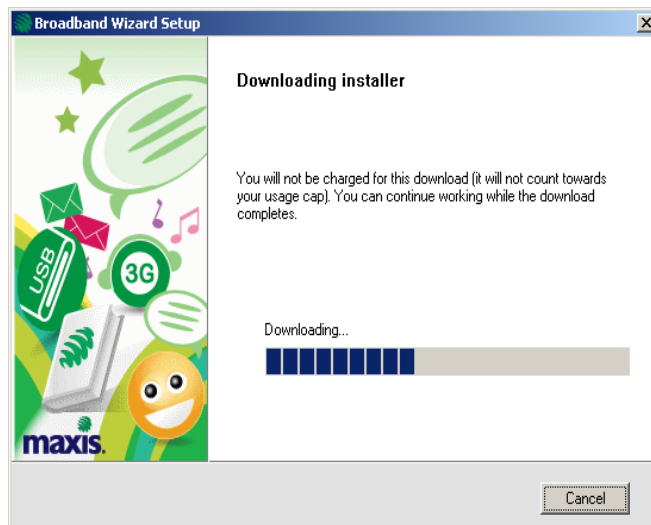 Broadband Wizard Setup
Downloading installer
You will not be charged for this download (it will not count towards
your usage cap). You can continue working while the download
completes.
USB
3G
Downloading...
maxis.
Cancel